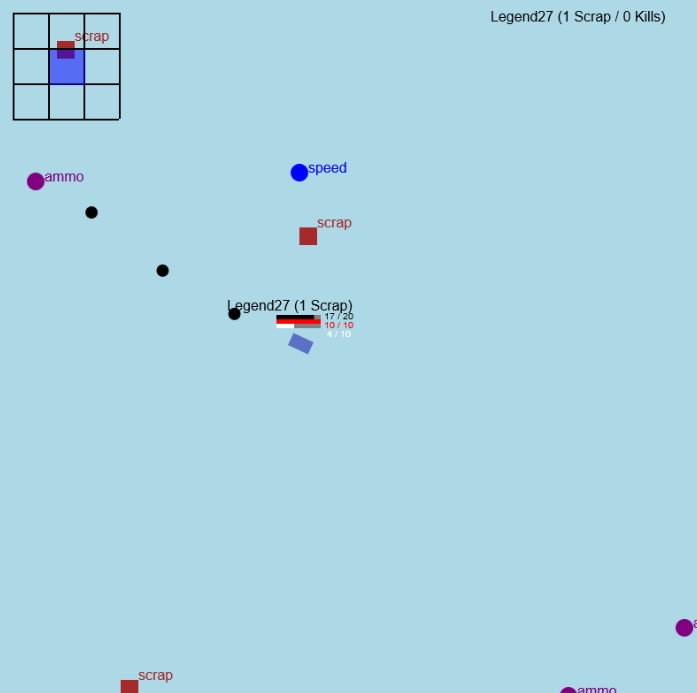 Legend27 (1 Scrap / 0 Kills)
scrap
speed
ammo
scrap
Legend27 (1 Scrap)
17 / 20
10 / 10
4 / 10
a
scrap
ammo